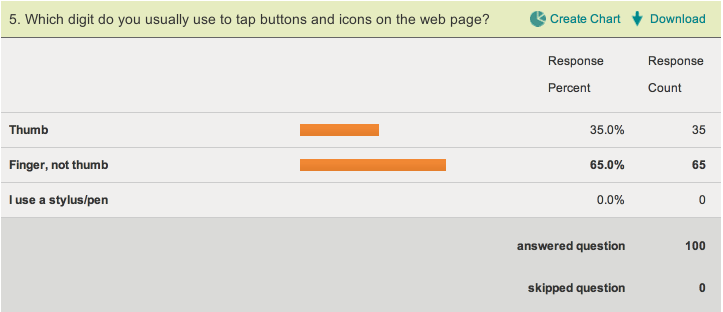 5. Which digit do you usually use to tap buttons and icons on the web page? Create Chart Download
Response Response
Percent Count
Thumb 35.0% 35
Finger, not thumb 65.0% 65
I use a stylus/pen 0.0% 0
answered question 100
skipped question 0